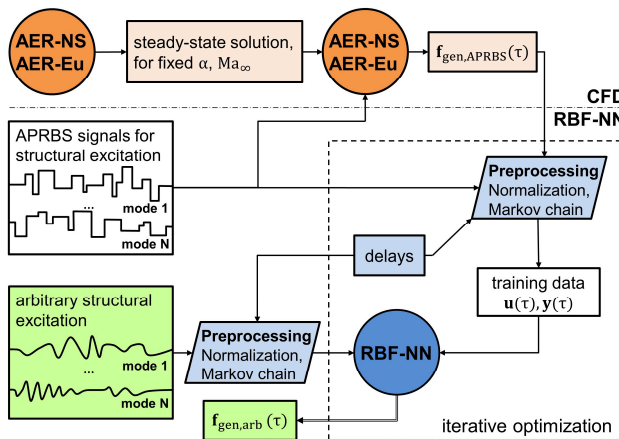 AER-NS
AER-Eu
steady-state solution,
for fixed α, Ma∞
AER-NS
AER-Eu
f gen,APRBS(τ)
CFD
RBF-NN
APRBS signals for
structural excitation
...
mode 1
mode N
Preprocessing
Normalization,
Markov chain
delays
training data
u(τ), y(τ)
arbitrary structural
excitation
mode 1
...
mode N
Preprocessing
Normalization,
Markov chain
RBF-NN
f gen,arb (τ)
iterative optimization